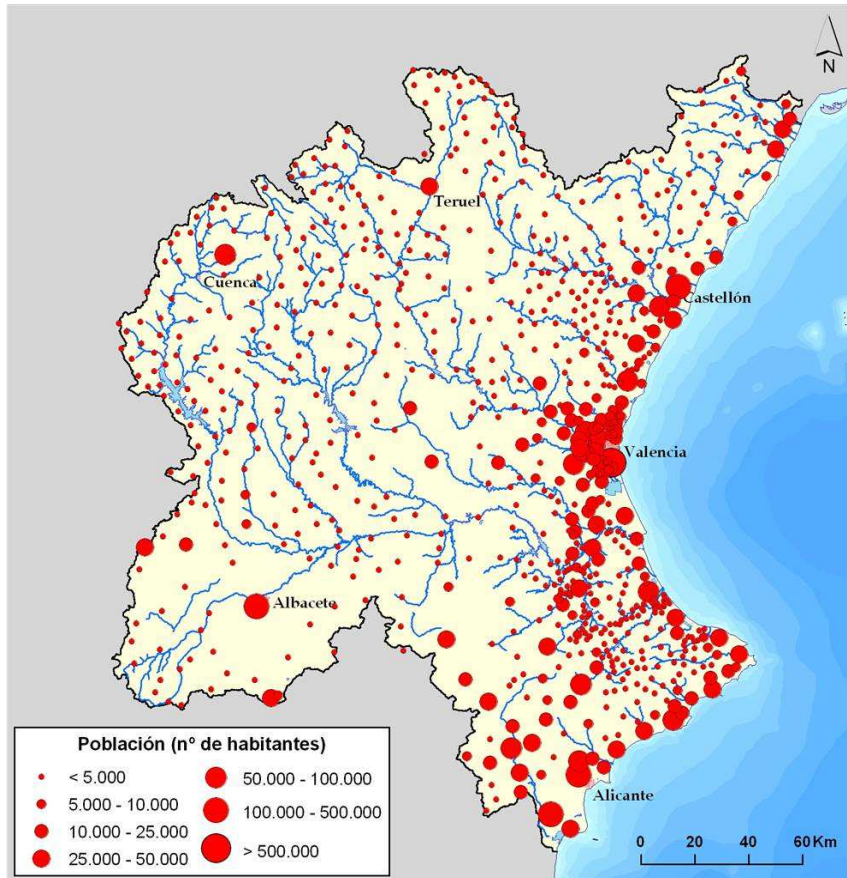 N
Teruel
Cuenca
Castellón
Valencia
Albacete
Alicante
Población (nº de habitantes)
< 5.000
5.000 - 10.000
10.000 - 25.000
25.000 - 50.000
50.000 - 100.000
100.000 - 500.000
> 500.000
0 20 40 60 Km